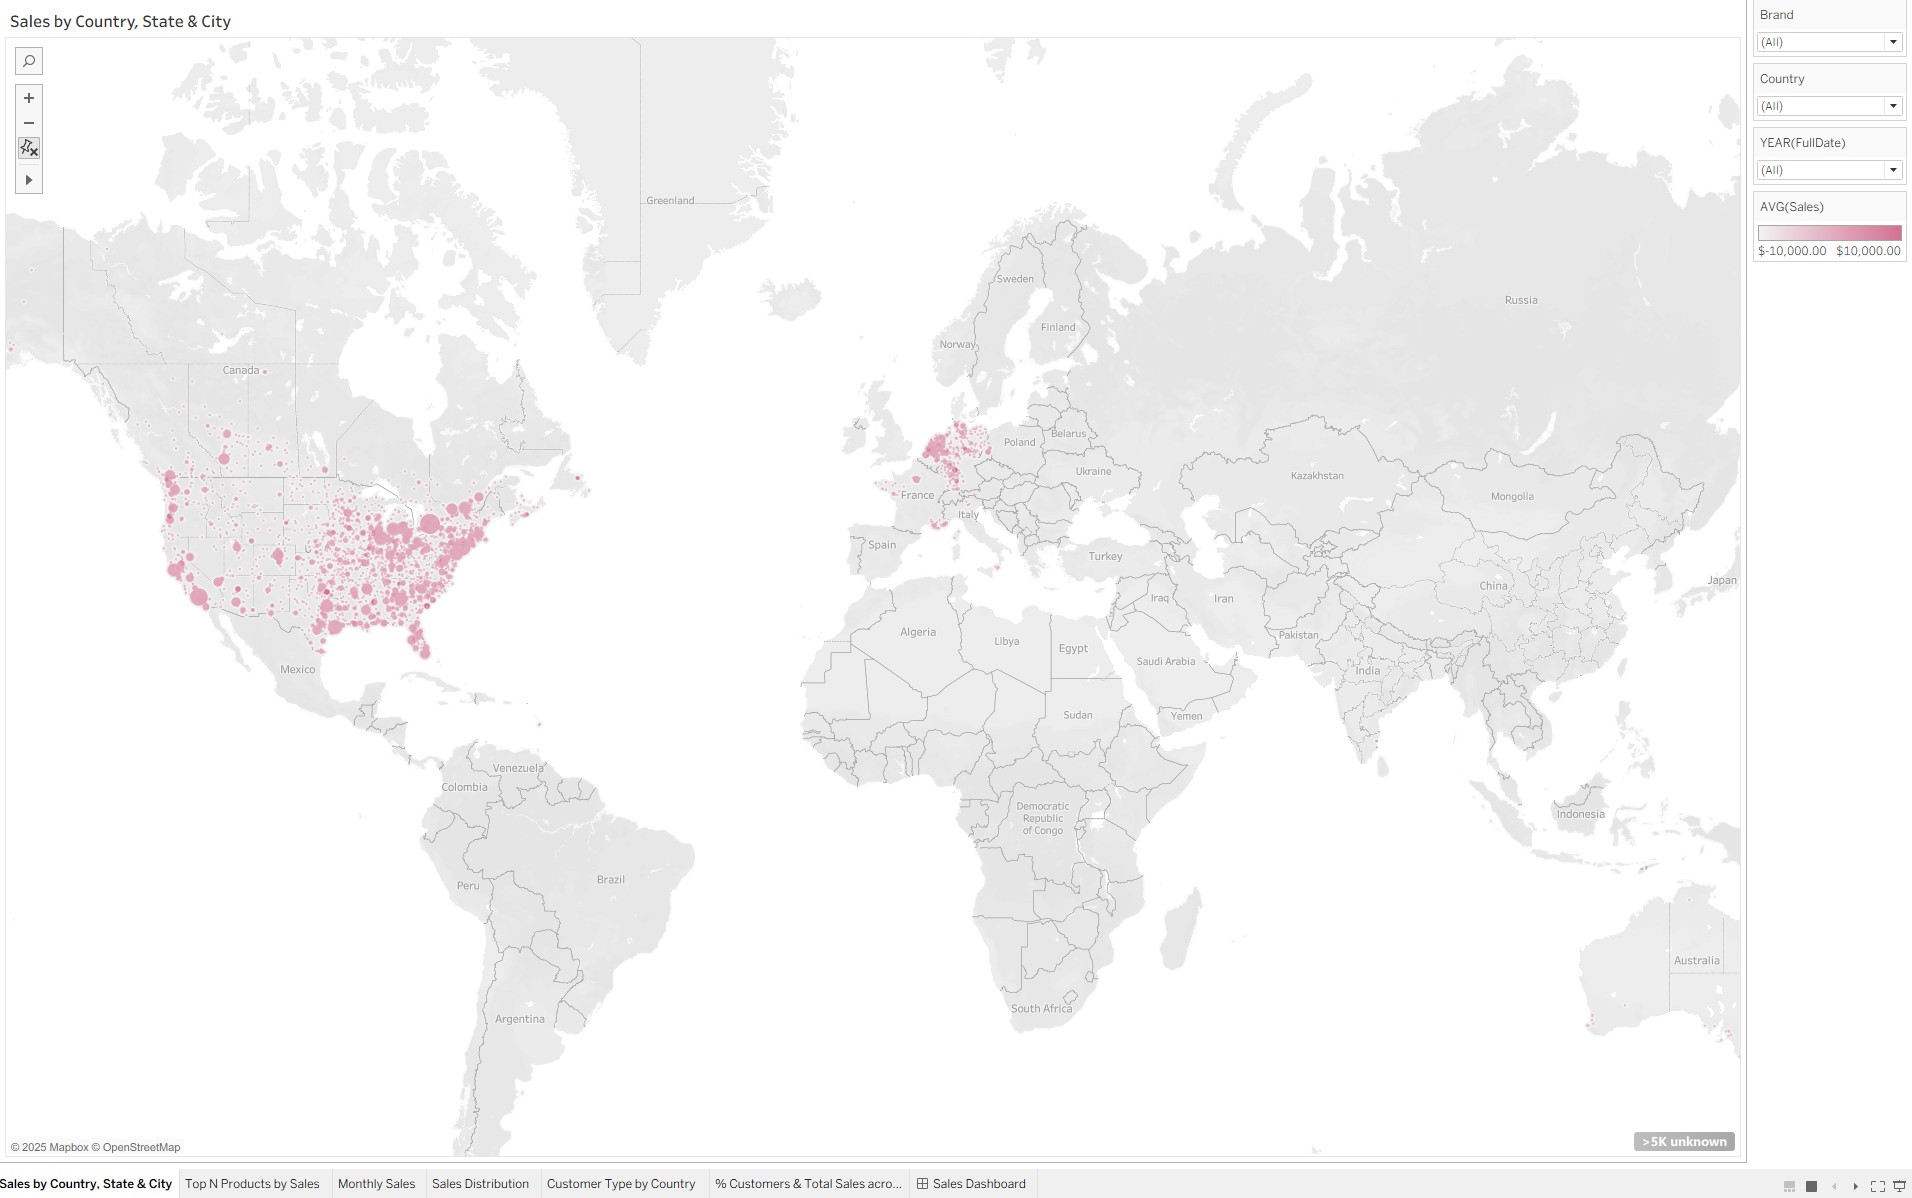 Sales by Country, State & City
Brand
(All)
Country
(All)
YEAR(FullDate)
(All)
AVG(Sales)
$-10,000.00 $10,000.00
Greenland
Sweden
Russia
Finland
Norway
Canada
Poland
Belarus
Ukraine
Kazakhstan
France
Mongolia
Italy
Spain
Turkey
Japan
China
Iraq
Iran
Algeria
Pakistan
Libya
Egypt
Saudi Arabia
Mexico
India
Sudan
Yemen
Venezuela
Colombia
Democratic
Republic
of Congo
Indonesia
Peru
Brazil
Australia
South Africa
Argentina
© 2025 Mapbox © OpenStreetMap
>5K unknown
Sales by Country, State & City
Top N Products by Sales
Monthly Sales
Sales Distribution
Customer Type by Country
% Customers & Total Sales acro...
Sales Dashboard